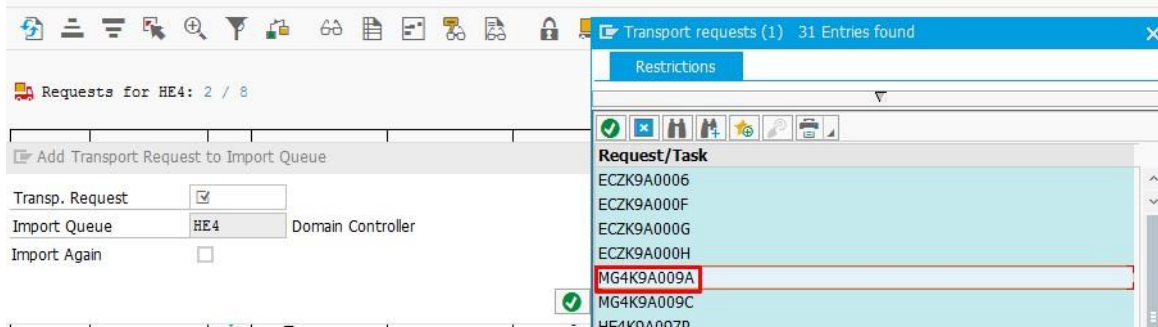 Requests for HE4: 2 / 8
Add Transport Request to Import Queue
Transp. Request
Import Queue HE4 Domain Controller
Import Again
Transport requests (1) 31 Entries found
Restrictions
Request/Task
ECZK9A0006
ECZK9A000F
ECZK9A000G
ECZK9A000H
MG4K9A009A
MG4K9A009C